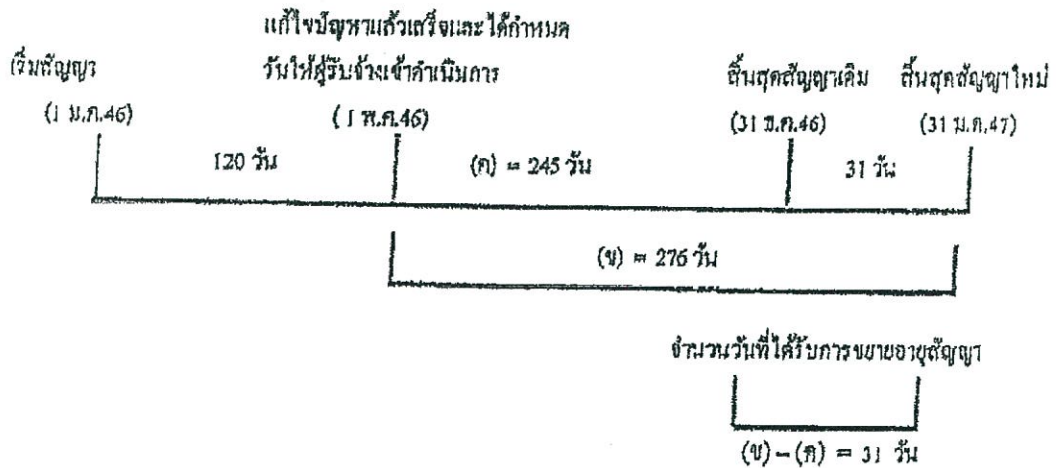 แก้ไขปัญหาแล้วเสร็จและได้กำหนด
เริ่มสัญญา วันให้ผู้รับจ้างเข้าดำเนินการ สิ้นสุดสัญญาเดิม สิ้นสุดสัญญาใหม่
(1 ม.ค.46) (1 พ.ค.46) (31 ธ.ค.46) (31 ม.ค.47)
120 วัน (ค) = 245 วัน 31 วัน
(ข) = 276 วัน
จำนวนวันที่ได้รับการขยายอายุสัญญา
(ข) – (ค) = 31 วัน